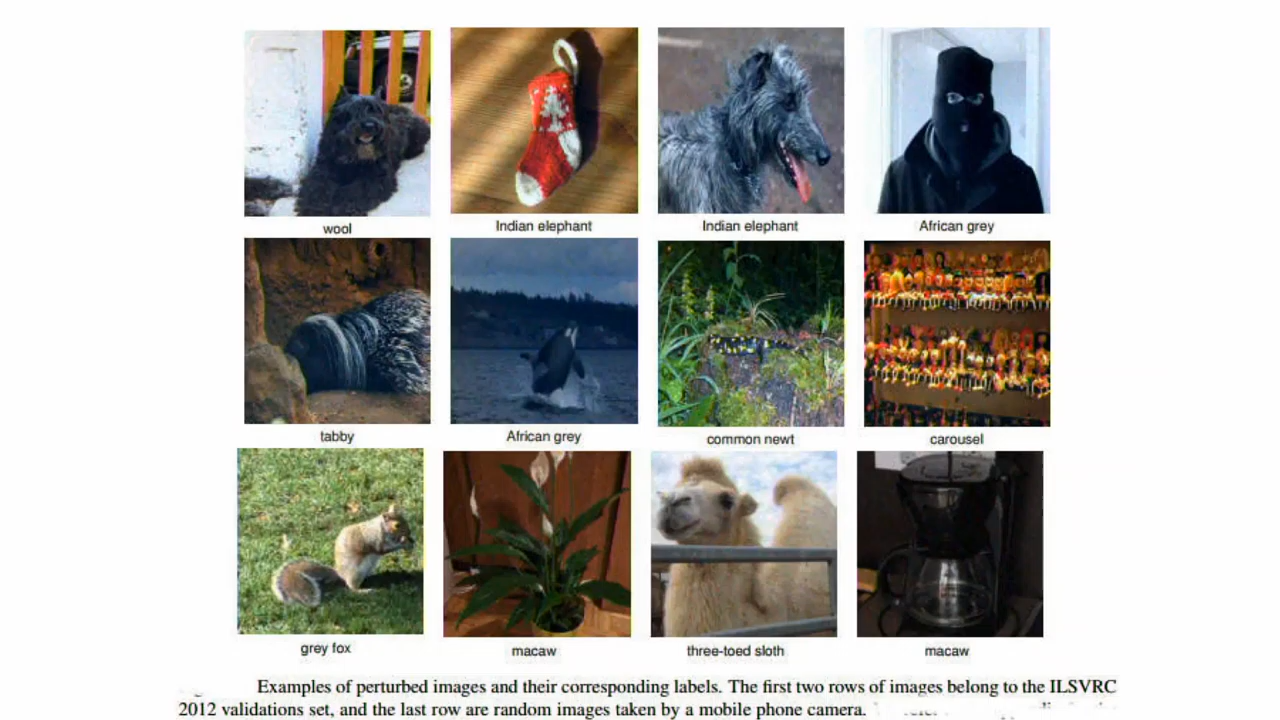 wool
Indian elephant
Indian elephant
African grey
tabby
African grey
common newt
carousel
grey fox
macaw
three-toed sloth
macaw
Examples of perturbed images and their corresponding labels. The first two rows of images belong to the ILSVRC
2012 validations set, and the last row are random images taken by a mobile phone camera.